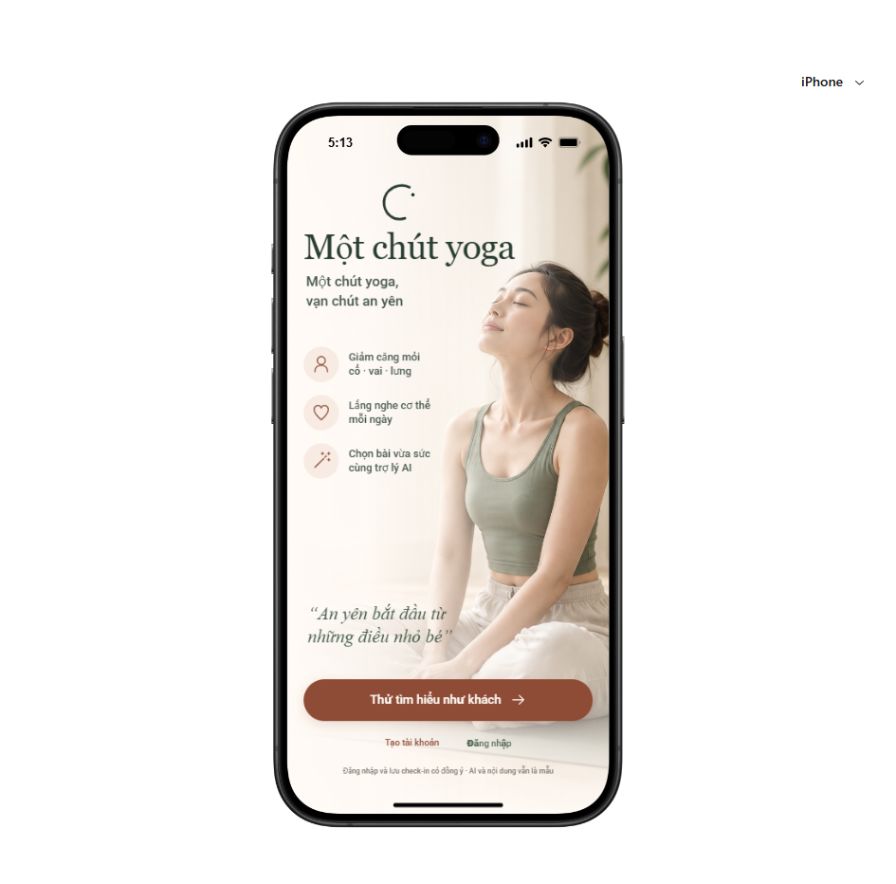 iPhone
5:13
Một chút yoga
Một chút yoga,
vạn chút an yên
Giảm căng mỏi
cổ · vai · lưng
Lắng nghe cơ thể
mỗi ngày
Chọn bài vừa sức
cùng trợ lý AI
“An yên bắt đầu từ
những điều nhỏ bé”
Thử tìm hiểu như khách →
Tạo tài khoản Đăng nhập
Đăng nhập và lưu check-in có đồng ý · AI và nội dung vẫn là mẫu